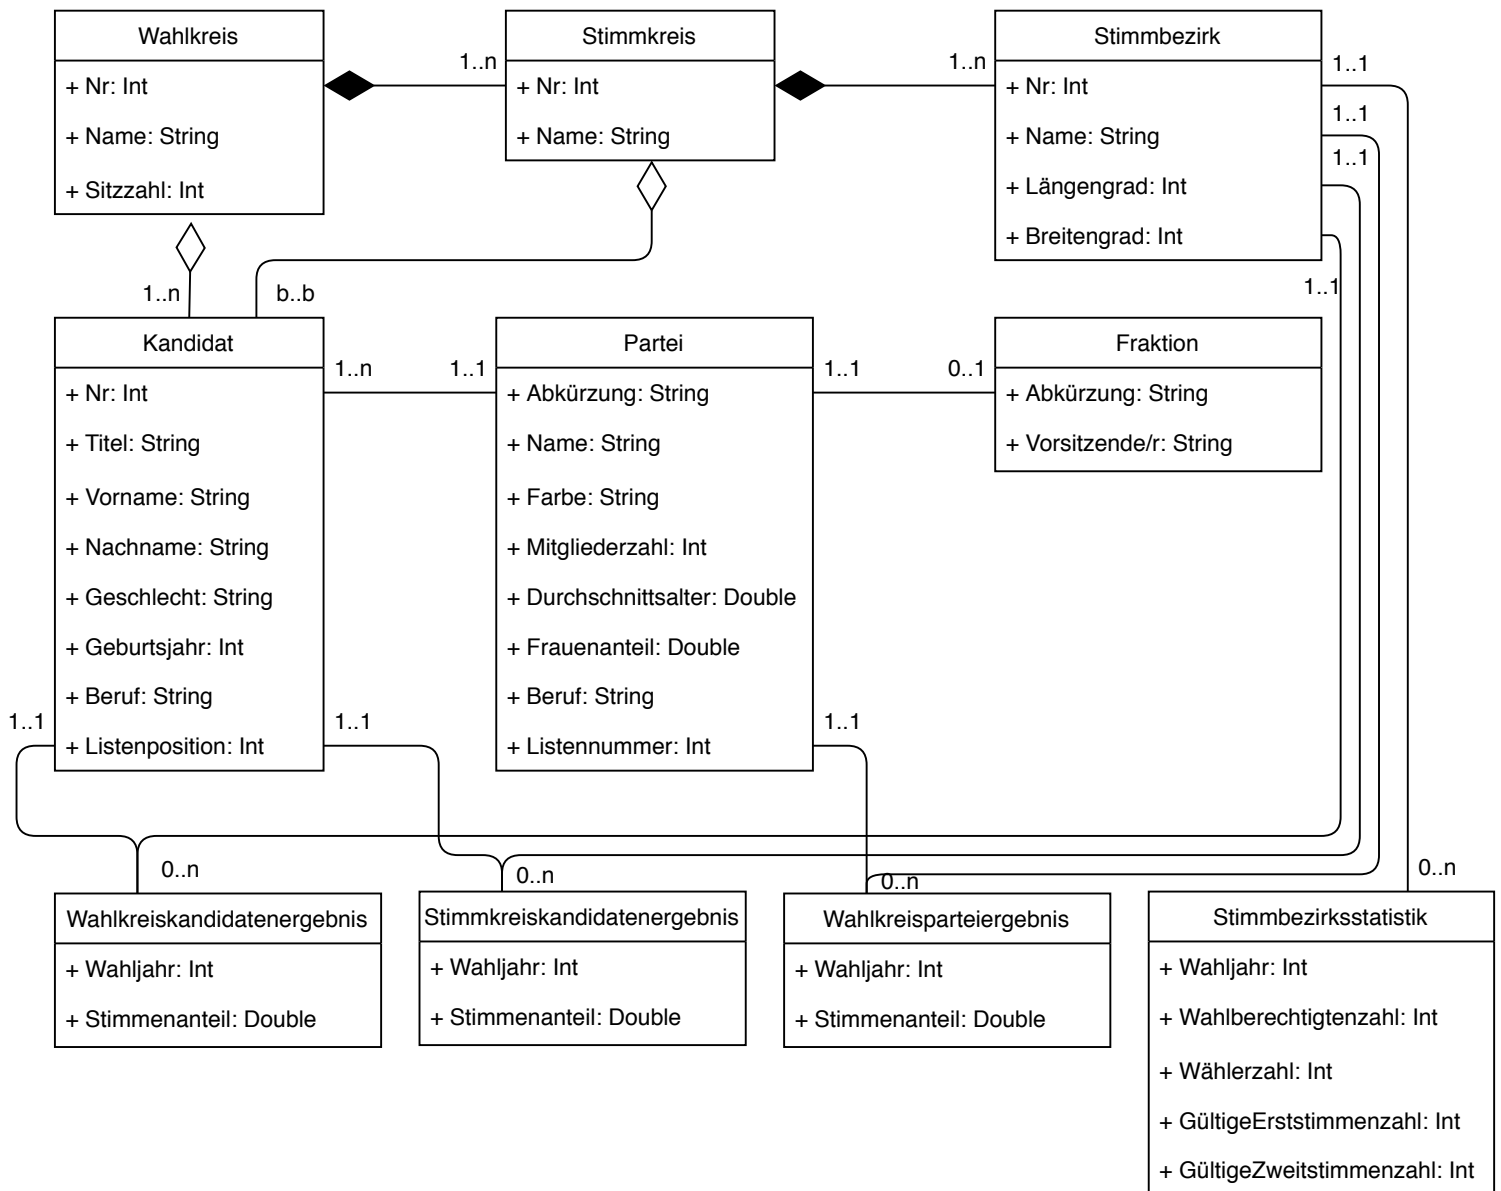 Wahlkreis
+ Nr: Int
+ Name: String
+ Sitzzahl: Int
1..n
Stimmkreis
+ Nr: Int
+ Name: String
1..n
Stimmbezirk
+ Nr: Int
+ Name: String
+ Längengrad: Int
+ Breitengrad: Int
1..1
1..1
1..1
1..1
1..n
b..b
Kandidat
+ Nr: Int
+ Titel: String
+ Vorname: String
+ Nachname: String
+ Geschlecht: String
+ Geburtsjahr: Int
+ Beruf: String
+ Listenposition: Int
1..n
1..1
Partei
+ Abkürzung: String
+ Name: String
+ Farbe: String
+ Mitgliederzahl: Int
+ Durchschnittsalter: Double
+ Frauenanteil: Double
+ Beruf: String
+ Listennummer: Int
1..1
0..1
Fraktion
+ Abkürzung: String
+ Vorsitzende/r: String
1..1
1..1
1..1
0..n
0..n
0..n
0..n
Wahlkreiskandidatenergebnis
+ Wahljahr: Int
+ Stimmenanteil: Double
Stimmkreiskandidatenergebnis
+ Wahljahr: Int
+ Stimmenanteil: Double
Wahlkreisparteiergebnis
+ Wahljahr: Int
+ Stimmenanteil: Double
Stimmbezirksstatistik
+ Wahljahr: Int
+ Wahlberechtigtenzahl: Int
+ Wählerzahl: Int
+ GültigeErststimmenzahl: Int
+ GültigeZweitstimmenzahl: Int